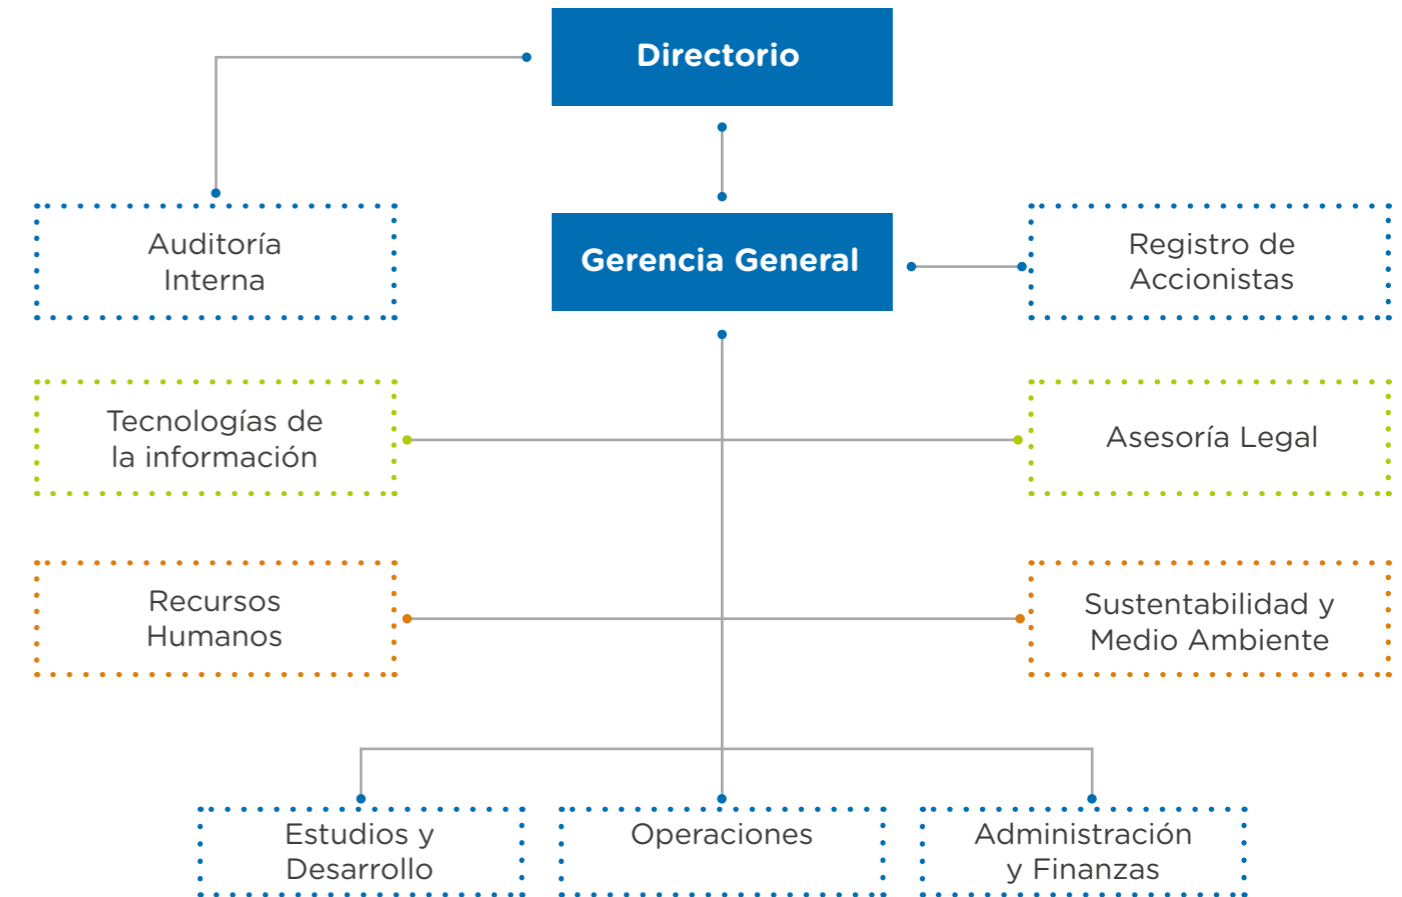 Directorio
Auditoría
Interna
Gerencia General
Registro de
Accionistas
Tecnologías de
la información
Asesoría Legal
Recursos
Humanos
Sustentabilidad y
Medio Ambiente
Estudios y
Desarrollo
Operaciones
Administración
y Finanzas